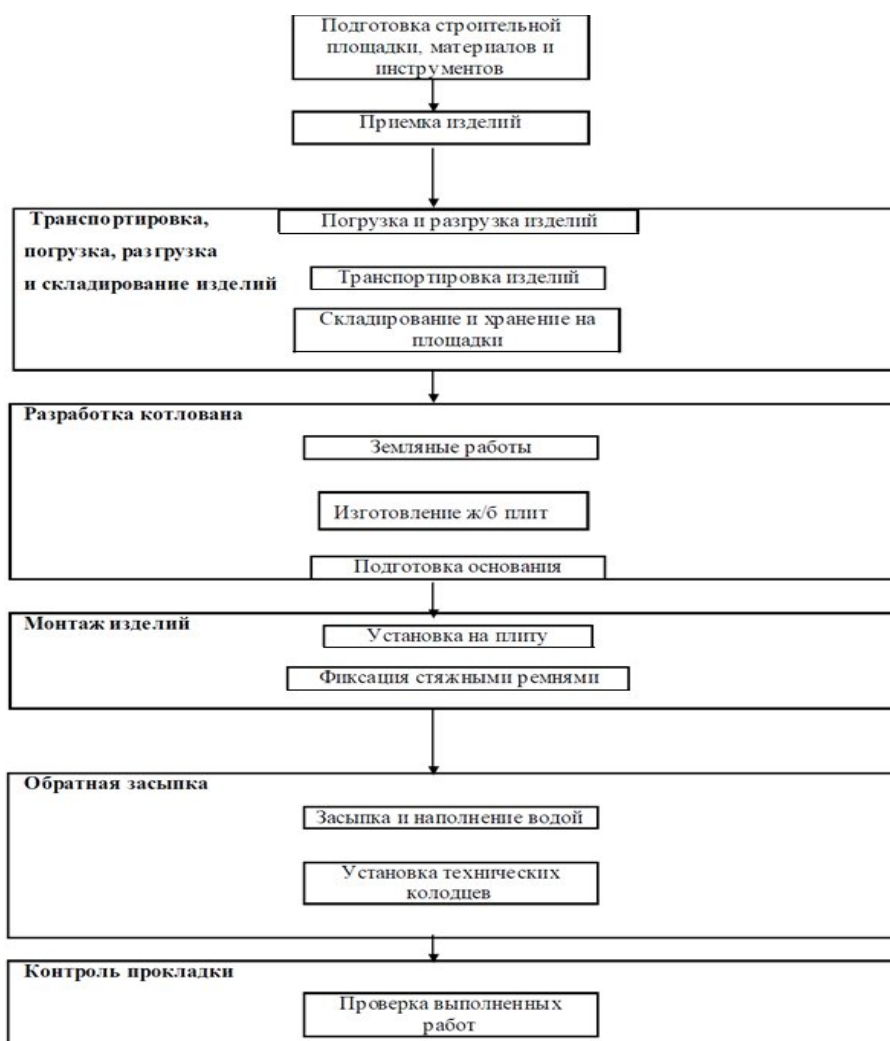 Подготовка строительной
площадки, материалов и
инструментов
Приемка изделий
Транспортировка,
погрузка, разгрузка
и складирование изделий
Погрузка и разгрузка изделий
Транспортировка изделий
Складирование и хранение на
площадки
Разработка котлована
Земляные работы
Изготовление ж/б плит
Подготовка основания
Монтаж изделий
Установка на плиту
Фиксация стяжными ремнями
Обратная засыпка
Засыпка и наполнение водой
Установка технических
колодцев
Контроль прокладки
Проверка выполненных
работ